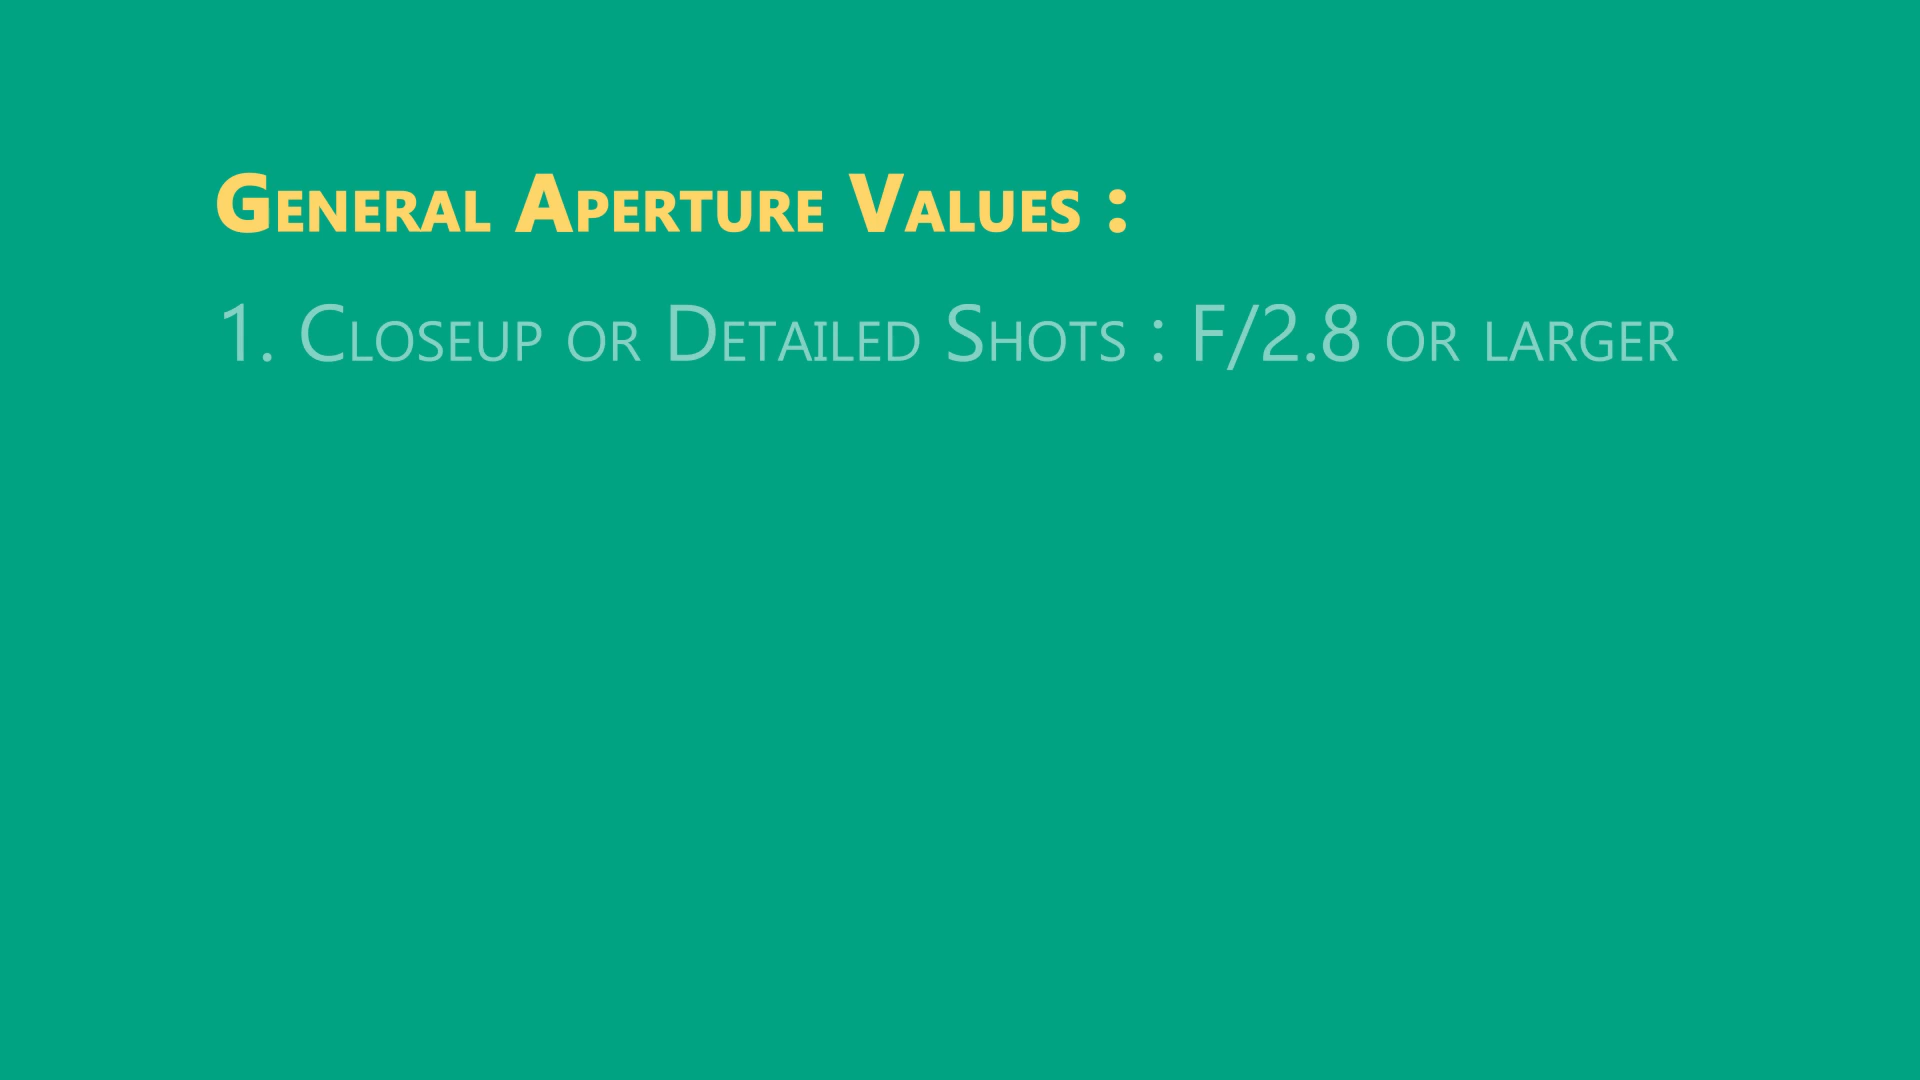 General Aperture Values :
1. Closeup or Detailed Shots : F/2.8 or larger